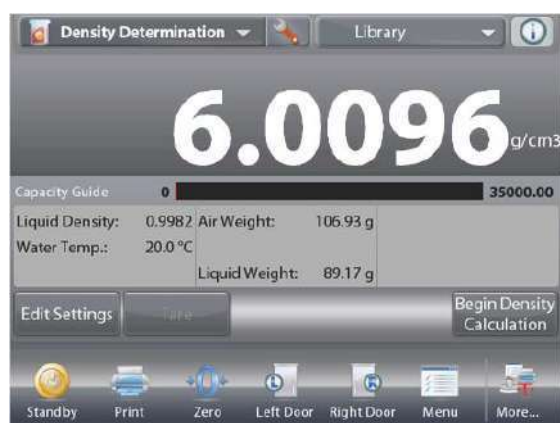 Density Determination
Library
6.0096 g/cm3
Capacity Guide 0 35000.00
Liquid Density: 0.9982 Air Weight: 106.93 g
Water Temp.: 20.0 °C
Liquid Weight: 89.17 g
Edit Settings Tare Begin Density Calculation
Standby Print Zero Left Door Right Door Menu More...